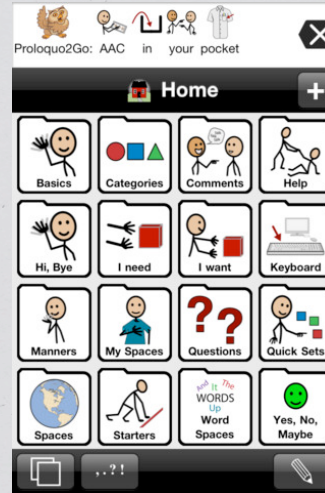 Proloquo2Go: AAC in your pocket
Home
+
Basics
Categories
Comments
Help
Hi, Bye
I need
I want
Keyboard
Manners
My Spaces
??
Questions
Quick Sets
Spaces
Starters
And It The
WORDS
Up
Word
Spaces
Yes, No,
Maybe
, . ? !